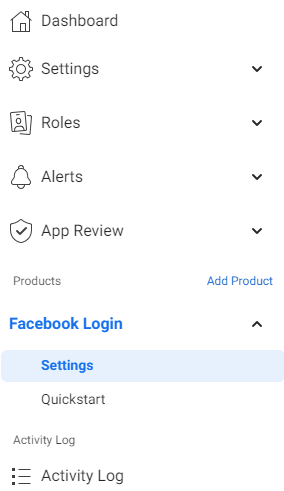 Dashboard
Settings
Roles
Alerts
App Review
Products Add Product
Facebook Login
Settings
Quickstart
Activity Log
Activity Log